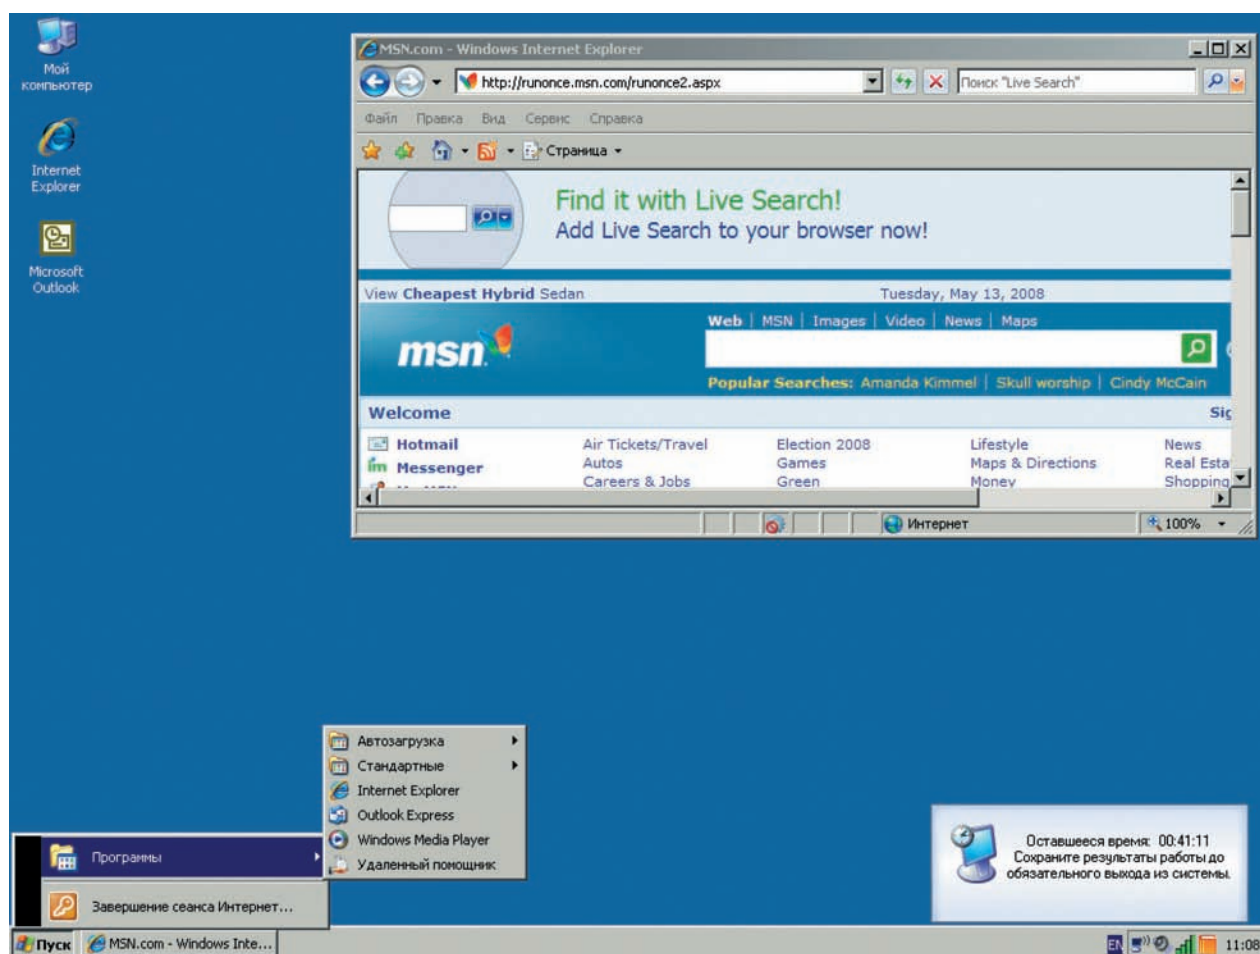 Мой
компьютер
Internet
Explorer
Microsoft
Outlook
MSN.com - Windows Internet Explorer
http://runonce.msn.com/runonce2.aspx
Поиск "Live Search"
Файл Правка Вид Сервис Справка
Страница
Find it with Live Search!
Add Live Search to your browser now!
View Cheapest Hybrid Sedan
Tuesday, May 13, 2008
Web | MSN | Images | Video | News | Maps
msn
Popular Searches: Amanda Kimmel | Skull worship | Cindy McCain
Welcome
Hotmail Air Tickets/Travel Election 2008 Lifestyle News
Messenger Autos Games Maps & Directions Real Esta
Careers & Jobs Green Money Shopping
Интернет
100%
Автозагрузка
Стандартные
Internet Explorer
Outlook Express
Windows Media Player
Удаленный помощник
Программы
Завершение сеанса Интернет...
Оставшееся время: 00:41:11
Сохраните результаты работы до
обязательного выхода из системы.
Пуск
MSN.com - Windows Inte...
EN
11:08